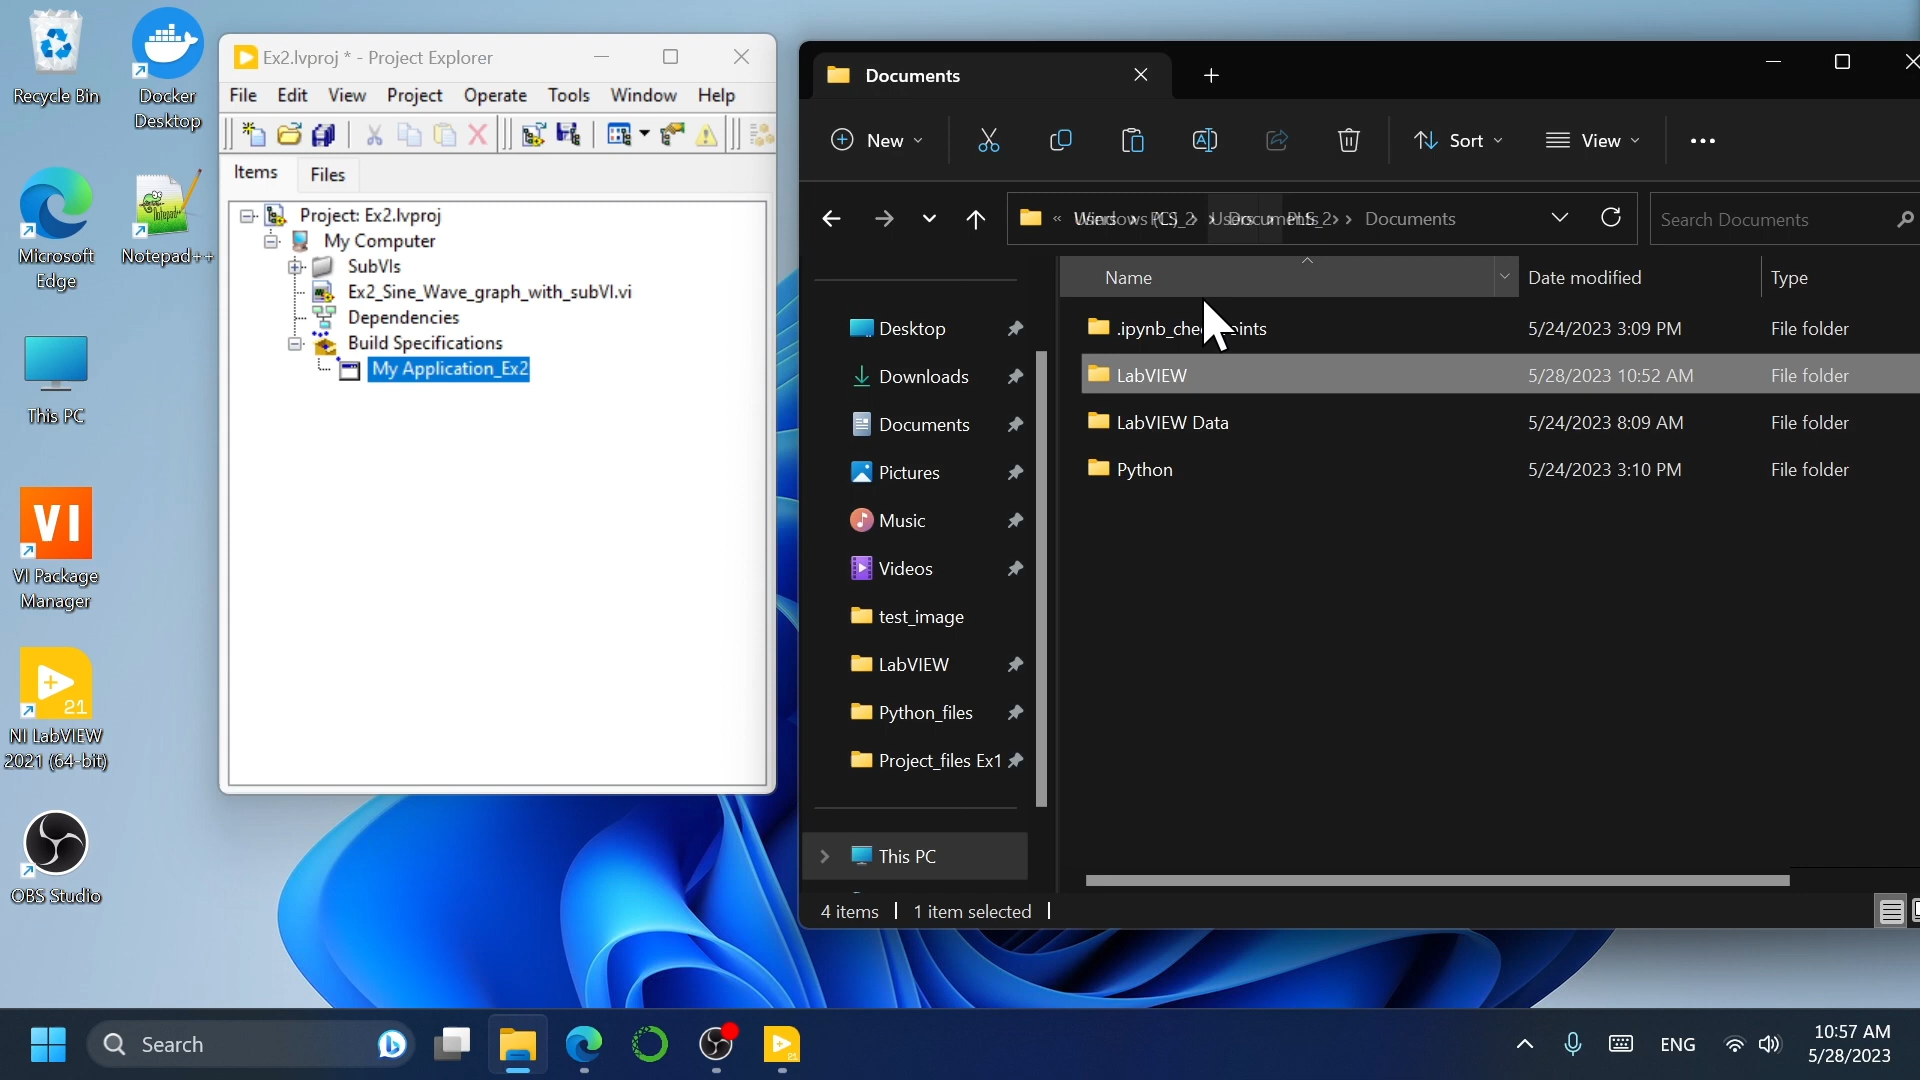 Recycle Bin
Docker
Desktop
Microsoft
Edge
Notepad++
This PC
VI
VI Package
Manager
21
NI LabVIEW
2021 (64-bit)
OBS Studio
Ex2.lvproj * - Project Explorer
File Edit View Project Operate Tools Window Help
Items
Files
Project: Ex2.lvproj
My Computer
SubVIs
Ex2_Sine_Wave_graph_with_subVI.vi
Dependencies
Build Specifications
My Application_Ex2
Documents
New
Sort
View
Documents
Search Documents
Name
Date modified
Type
Desktop
Downloads
Documents
Pictures
Music
Videos
test_image
LabVIEW
Python_files
Project_files Ex1
This PC
5/24/2023 3:09 PM File folder
LabVIEW 5/28/2023 10:52 AM File folder
LabVIEW Data 5/24/2023 8:09 AM File folder
Python 5/24/2023 3:10 PM File folder
4 items
1 item selected
Search
21
ENG
10:57 AM
5/28/2023